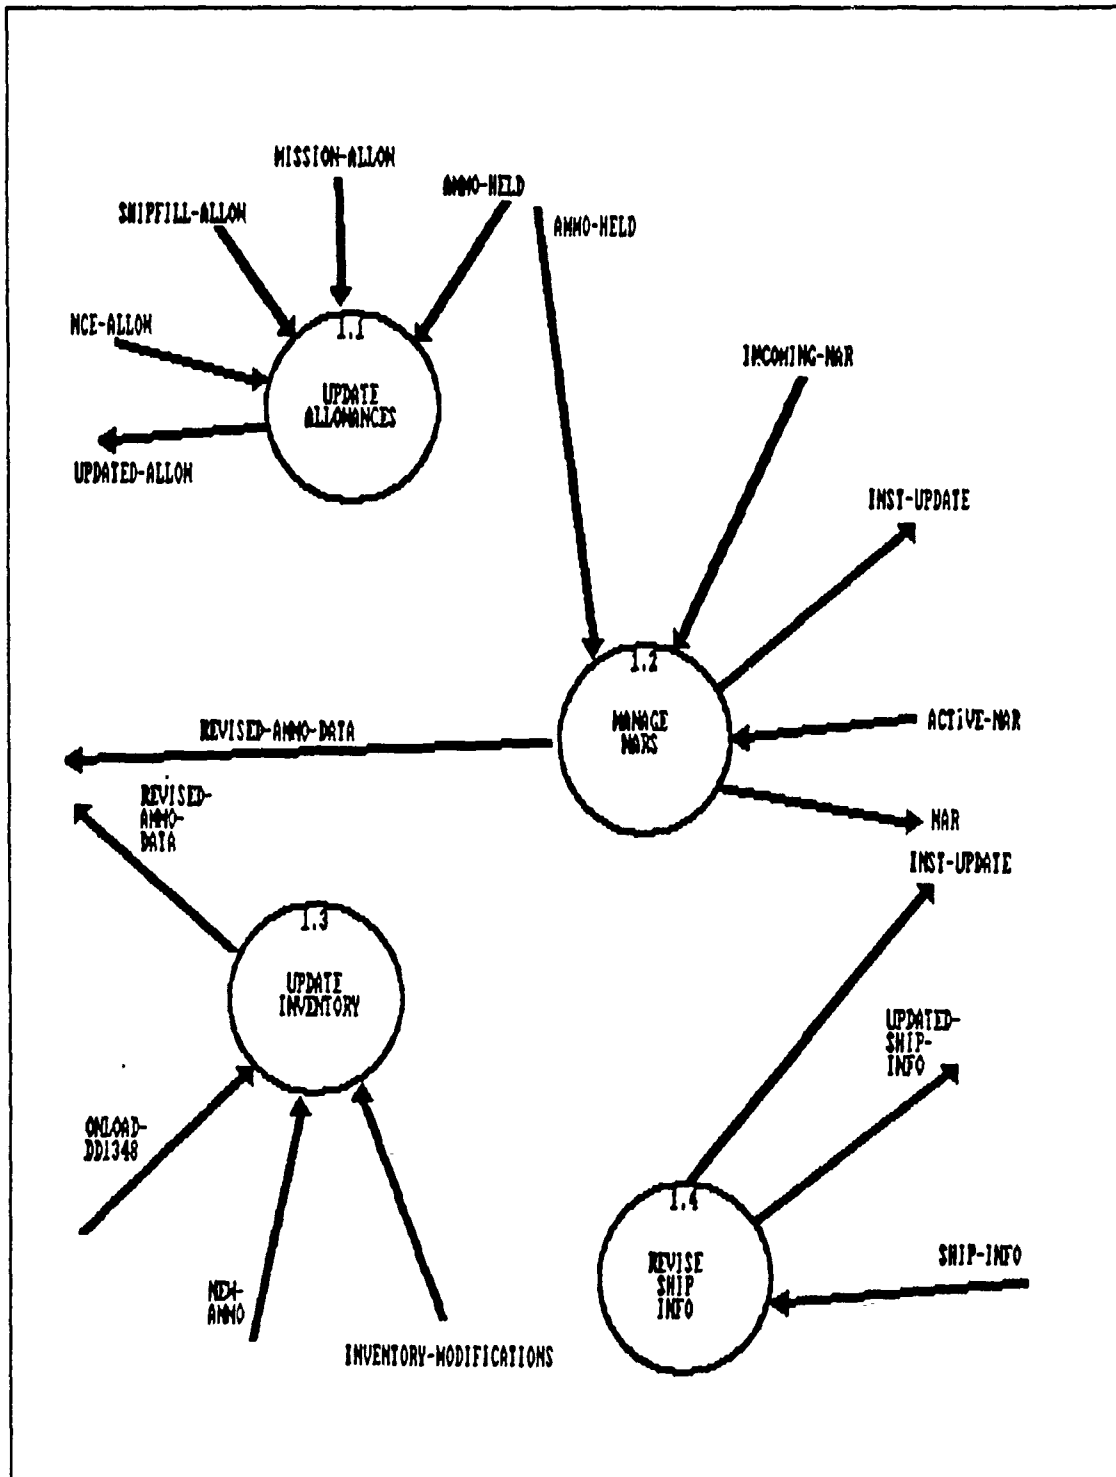 MISSION-ALLOW
AMMO-HELD
SHIPFILL-ALLOW
AMMO-HELD
NCE-ALLOW
1.1
UPDATE
ALLOWANCES
INCOMING-NAR
UPDATED-ALLOW
INST-UPDATE
1.2
MANAGE
NARS
ACTIVE-NAR
REVISED-AMMO-DATA
REVISED-
AMMO-
DATA
NAR
INST-UPDATE
1.3
UPDATE
INVENTORY
UPDATED-
SHIP-
INFO
ONLOAD-
DD1348
1.4
REVISE
SHIP
INFO
SHIP-INFO
NEW-
AMMO
INVENTORY-MODIFICATIONS